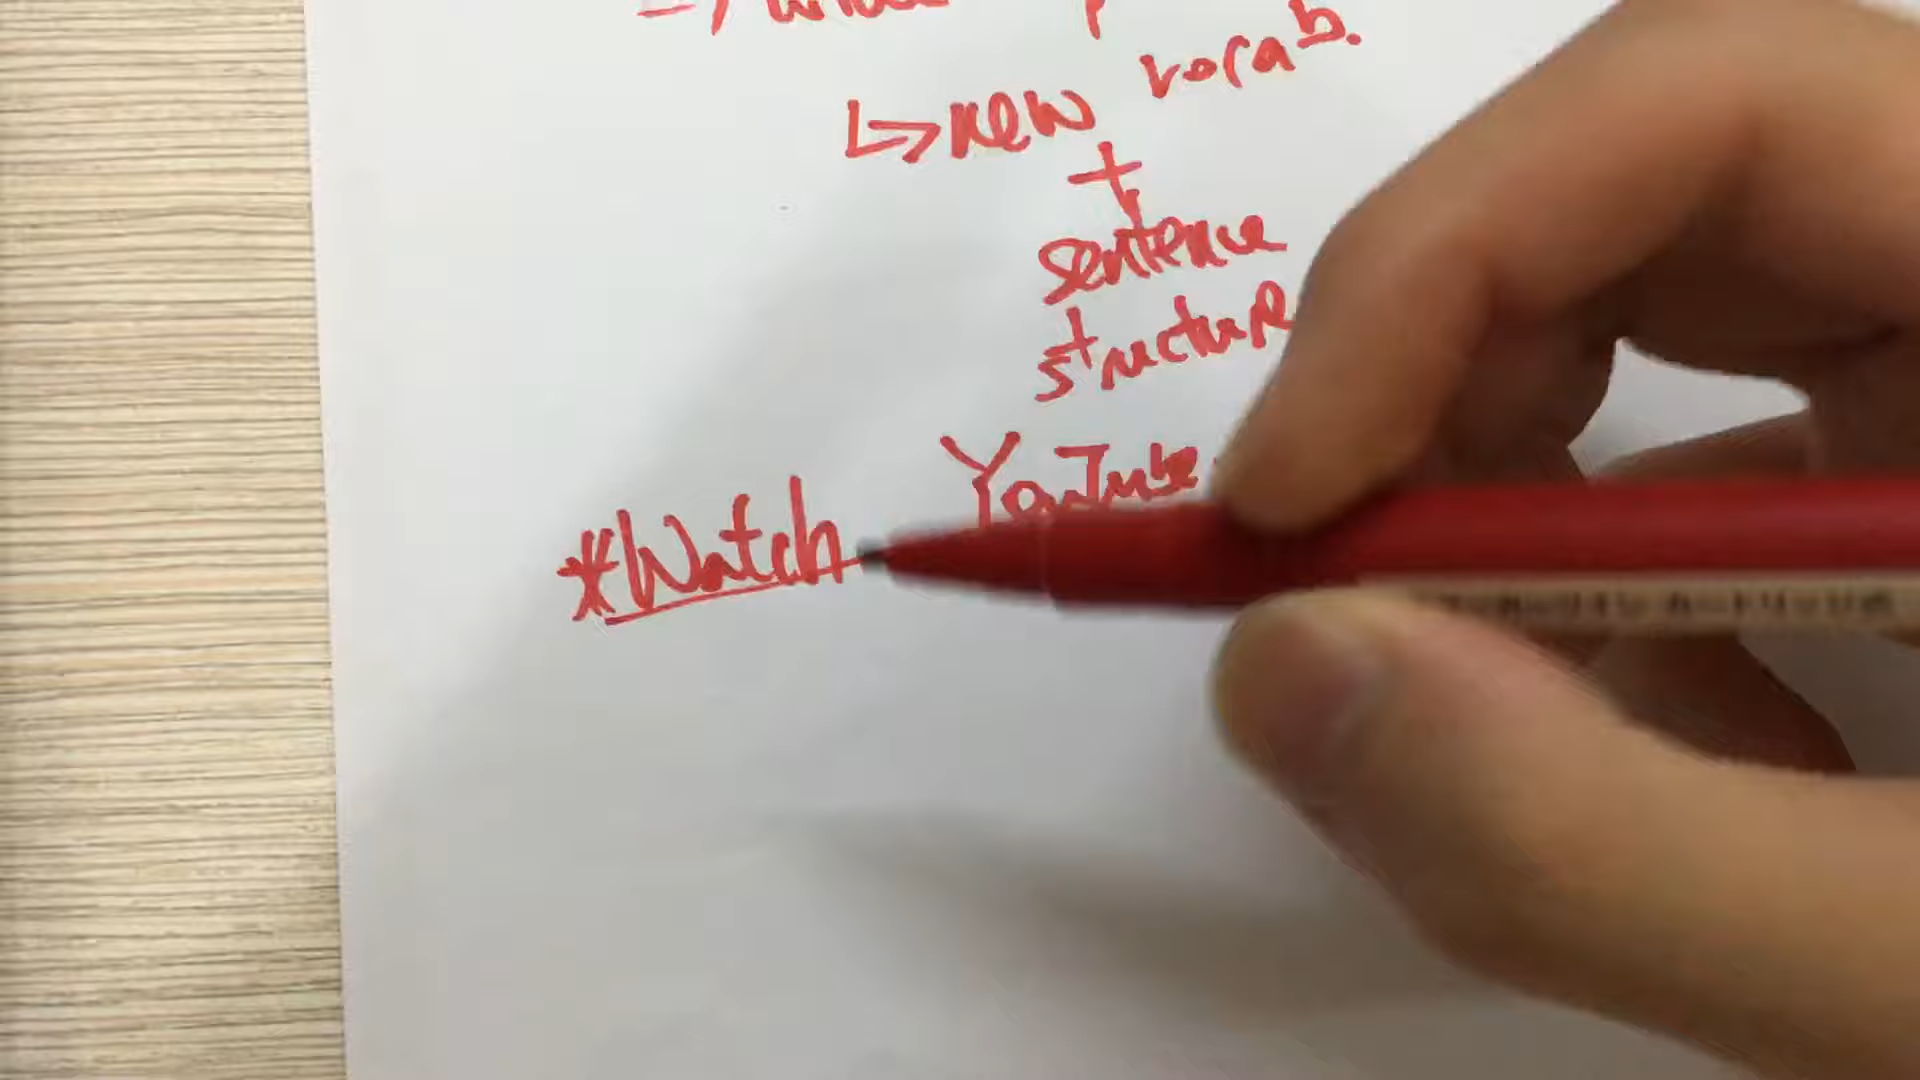 ↳ new vocab.
+
sentence
structure
*Watch YouTube